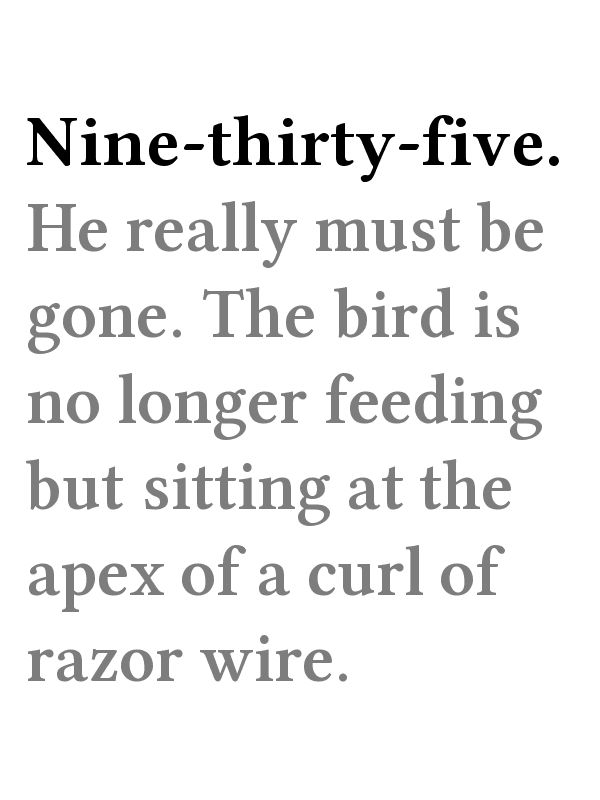 Nine-thirty-five.
He really must be
gone. The bird is
no longer feeding
but sitting at the
apex of a curl of
razor wire.